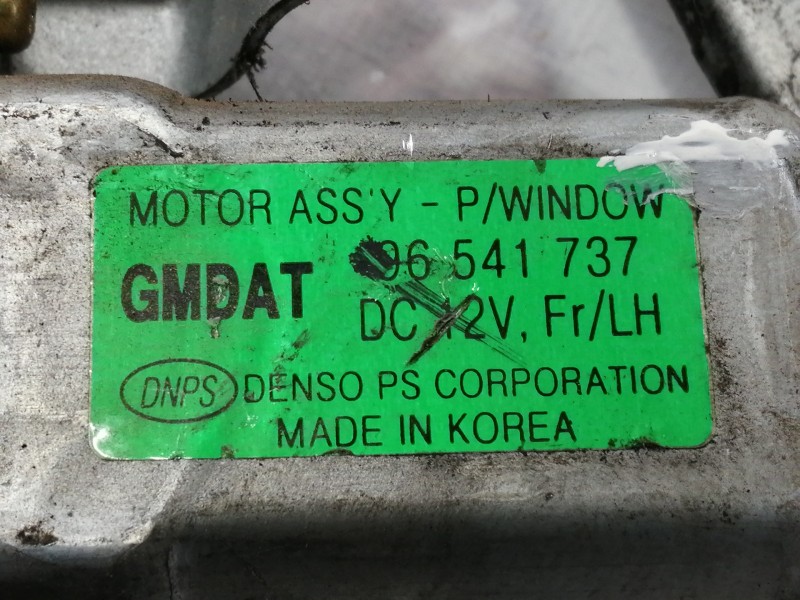 MOTOR ASS'Y - P/WINDOW
GMDAT 96 541 737
DC 12V, Fr/LH
DNPS DENSO PS CORPORATION
MADE IN KOREA